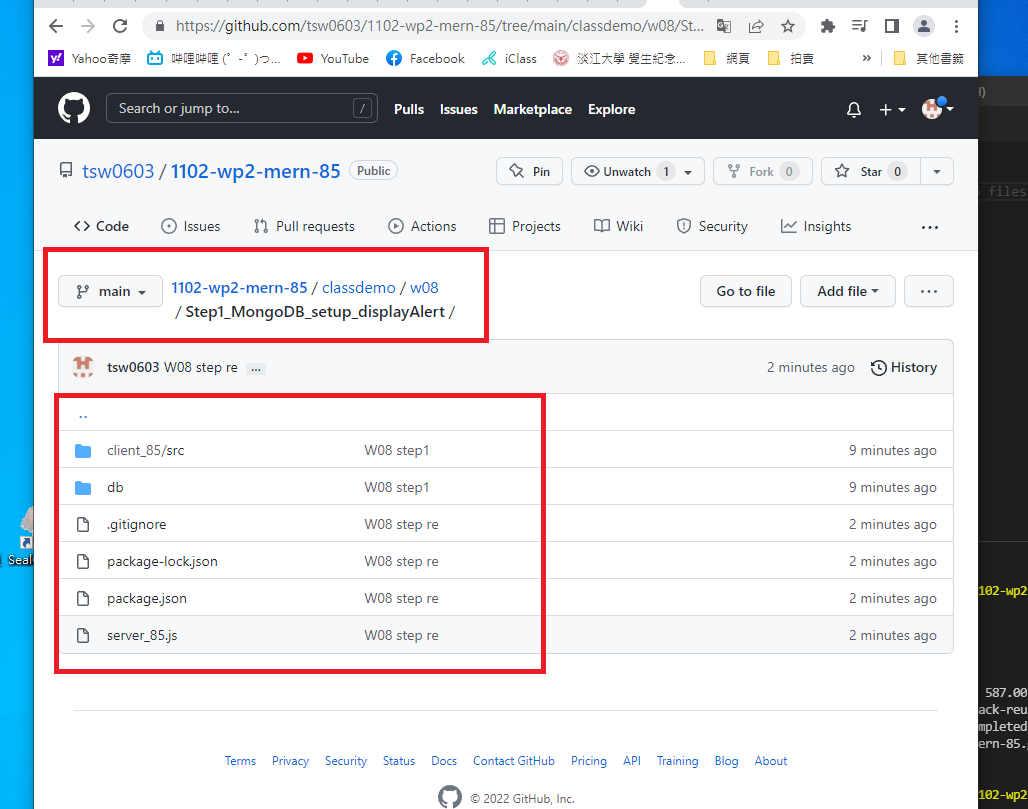 https://github.com/tsw0603/1102-wp2-mern-85/tree/main/classdemo/w08/St...
Yahoo奇摩 哔哩哔哩 (゜-゜)つ... YouTube Facebook iClass 淡江大學 覺生紀念... 網頁 拍賣 » 其他書籤
Search or jump to... / Pulls Issues Marketplace Explore
tsw0603 / 1102-wp2-mern-85 Public Pin Unwatch 1 Fork 0 Star 0
Code Issues Pull requests Actions Projects Wiki Security Insights ...
main 1102-wp2-mern-85 / classdemo / w08 Go to file Add file ...
/ Step1_MongoDB_setup_displayAlert /
tsw0603 W08 step re ... 2 minutes ago History
..
client_85/src W08 step1 9 minutes ago
db W08 step1 9 minutes ago
.gitignore W08 step re 2 minutes ago
package-lock.json W08 step re 2 minutes ago
package.json W08 step re 2 minutes ago
server_85.js W08 step re 2 minutes ago
Terms Privacy Security Status Docs Contact GitHub Pricing API Training Blog About
© 2022 GitHub, Inc.
files
102-wp2
587.00
ack-reu
mpleted
ern-85.
102-wp2